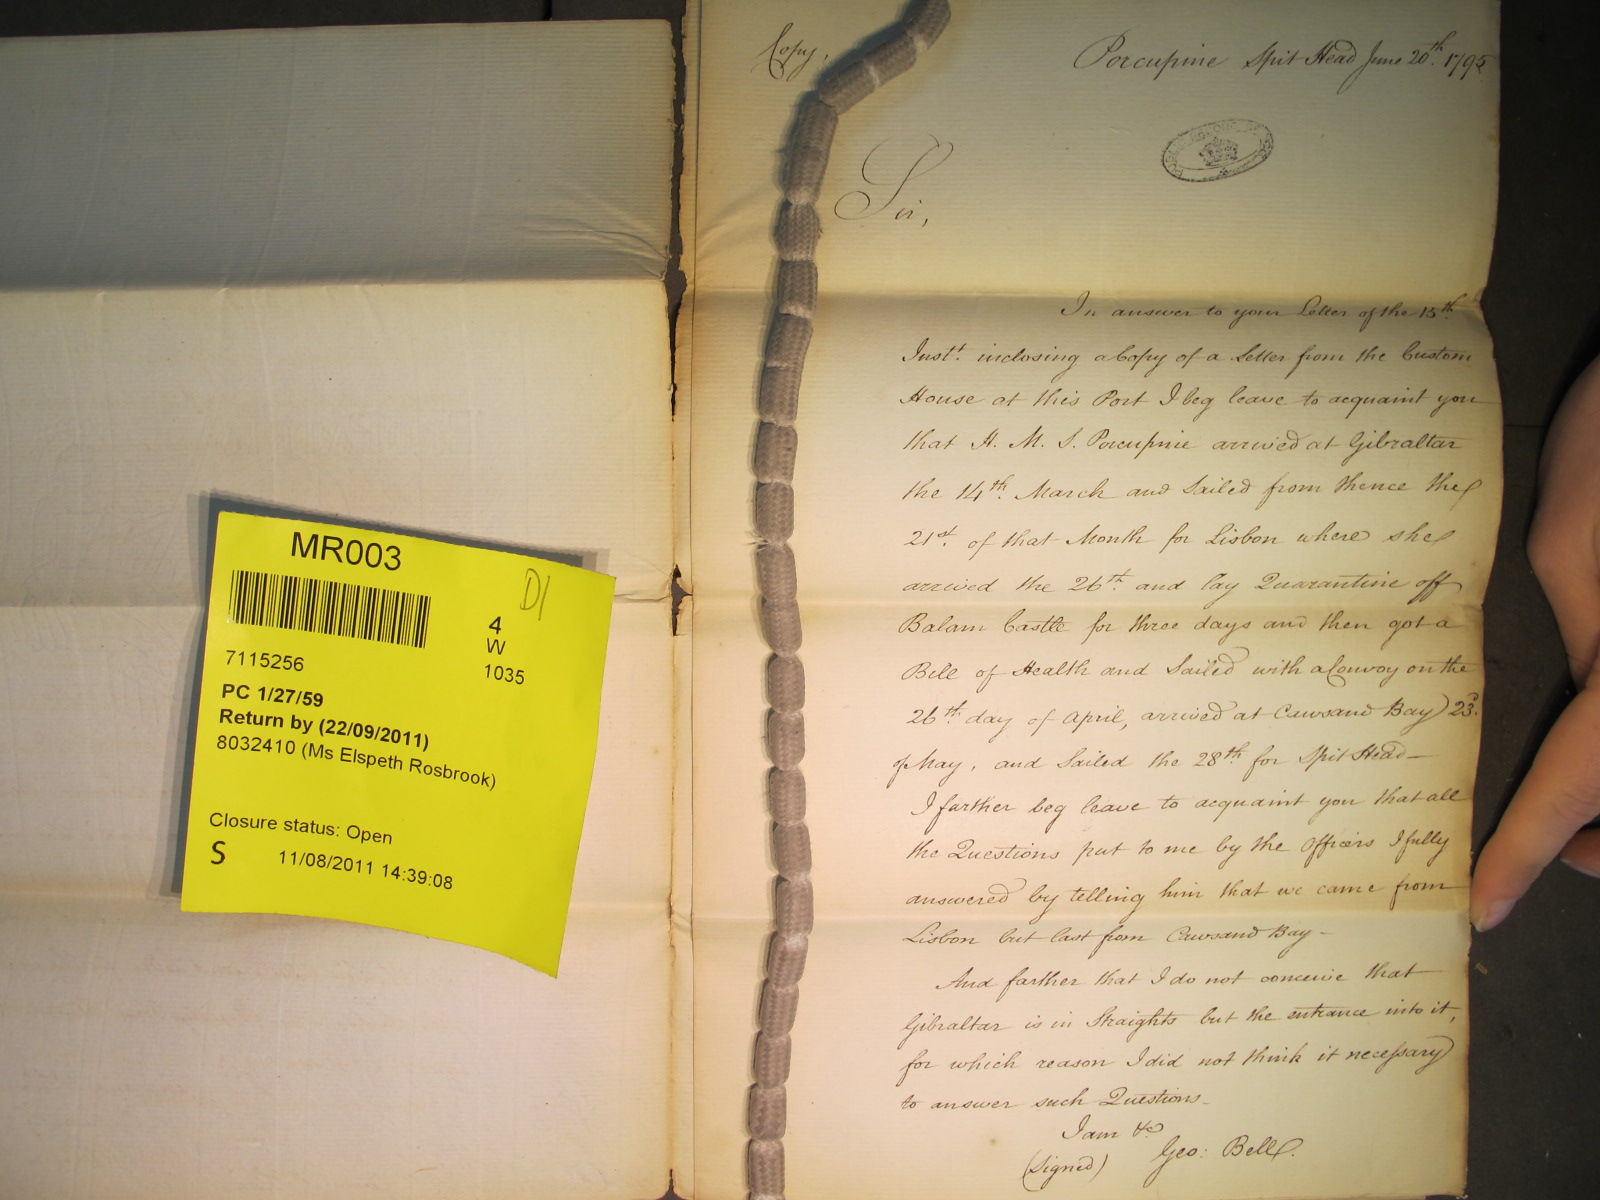 MR003
D1
4
W
1035
7115256
PC 1/27/59
Return by (22/09/2011)
8032410 (Ms Elspeth Rosbrook)
Closure status: Open
S 11/08/2011 14:39:08
Copy,
Porcupine Spit Head June 20th. 1795
Sir,
In answer to your Letter of the 15th
Inst. inclosing a Copy of a Letter from the Custom
House at this Port I beg leave to acquaint you
that H. M. S. Porcupine arrived at Gibraltar
the 14th. March and Sailed from thence the
21st. of that Month for Lisbon where she
arrived the 26th. and lay Quarantine off
Balam Castle for three days and then got a
Bill of Health and Sailed with a Convoy on the
26th day of April, arrived at Cawsand Bay 23d.
of May, and Sailed the 28th for Spit Head—
I farther beg leave to acquaint you that all
the Questions put to me by the Officers I fully
answered by telling him that we came from
Lisbon but last from Cawsand Bay—
And farther that I do not conceive that
Gibraltar is in Straights but the entrance into it,
for which reason I did not think it necessary
to answer such Questions—
I am &c
(Signed) Geo: Bell.